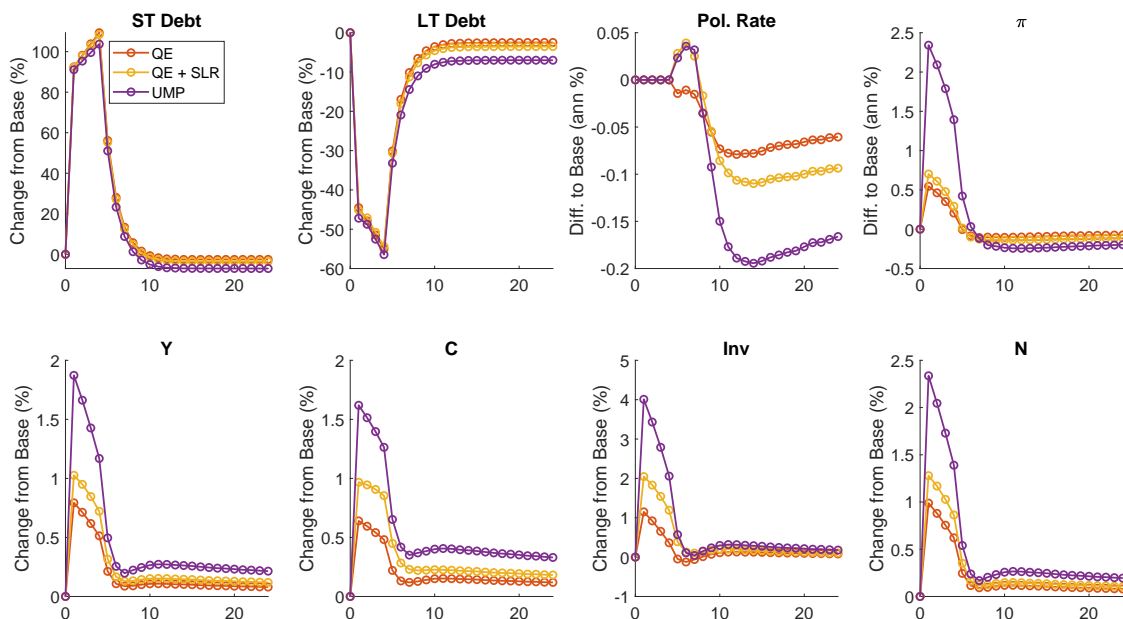 ST Debt
Change from Base (%)
100
80
60
40
20
0
0 20
QE
QE + SLR
UMP
LT Debt
Change from Base (%)
0
-10
-20
-30
-40
-50
-60
0 20
Pol. Rate
Diff. to Base (ann %)
0.05
0
-0.05
-0.1
-0.15
-0.2
0 20
π
Diff. to Base (ann %)
2.5
2
1.5
1
0.5
0
-0.5
0 20
Y
Change from Base (%)
2
1.5
1
0.5
0
0 10 20
C
Change from Base (%)
2
1.5
1
0.5
0
0 10 20
Inv
Change from Base (%)
5
4
3
2
1
0
-1
0 10 20
N
Change from Base (%)
2.5
2
1.5
1
0.5
0
0 10 20